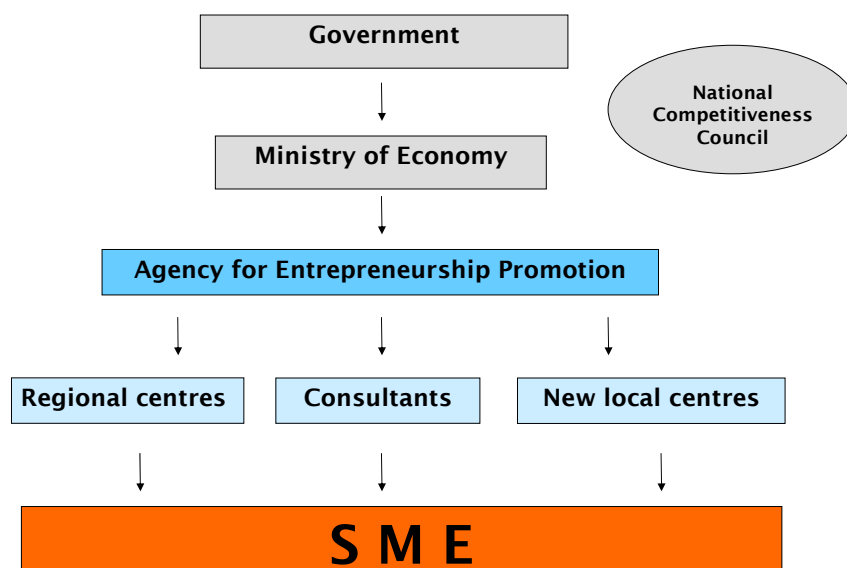 Government
National
Competitiveness
Council
Ministry of Economy
Agency for Entrepreneurship Promotion
Regional centres
Consultants
New local centres
S M E